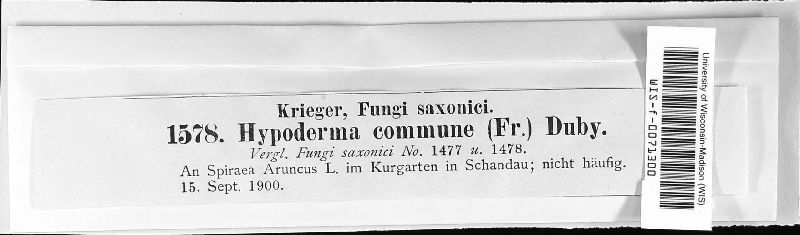 Krieger, Fungi saxonici.
1578. Hypoderma commune (Fr.) Duby.
Vergl. Fungi saxonici No. 1477 u. 1478.
An Spiraea Aruncus L. im Kurgarten in Schandau; nicht häufig.
15. Sept. 1900.
WIS-f-0071300
University of Wisconsin-Madison (WIS)